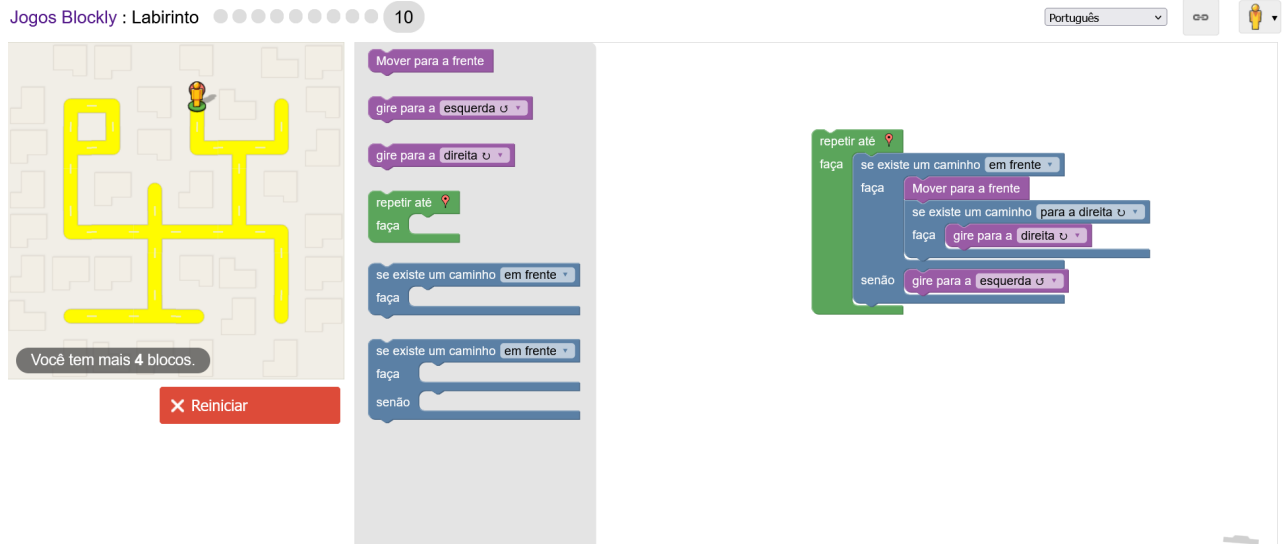 Jogos Blockly : Labirinto 10
Português
Mover para a frente
gire para a esquerda ↺
gire para a direita ↻
repetir até
faça
se existe um caminho em frente
faça
se existe um caminho em frente
faça
senão
Você tem mais 4 blocos.
Reiniciar
repetir até
faça se existe um caminho em frente
faça Mover para a frente
se existe um caminho para a direita ↻
faça gire para a direita ↻
senão gire para a esquerda ↺